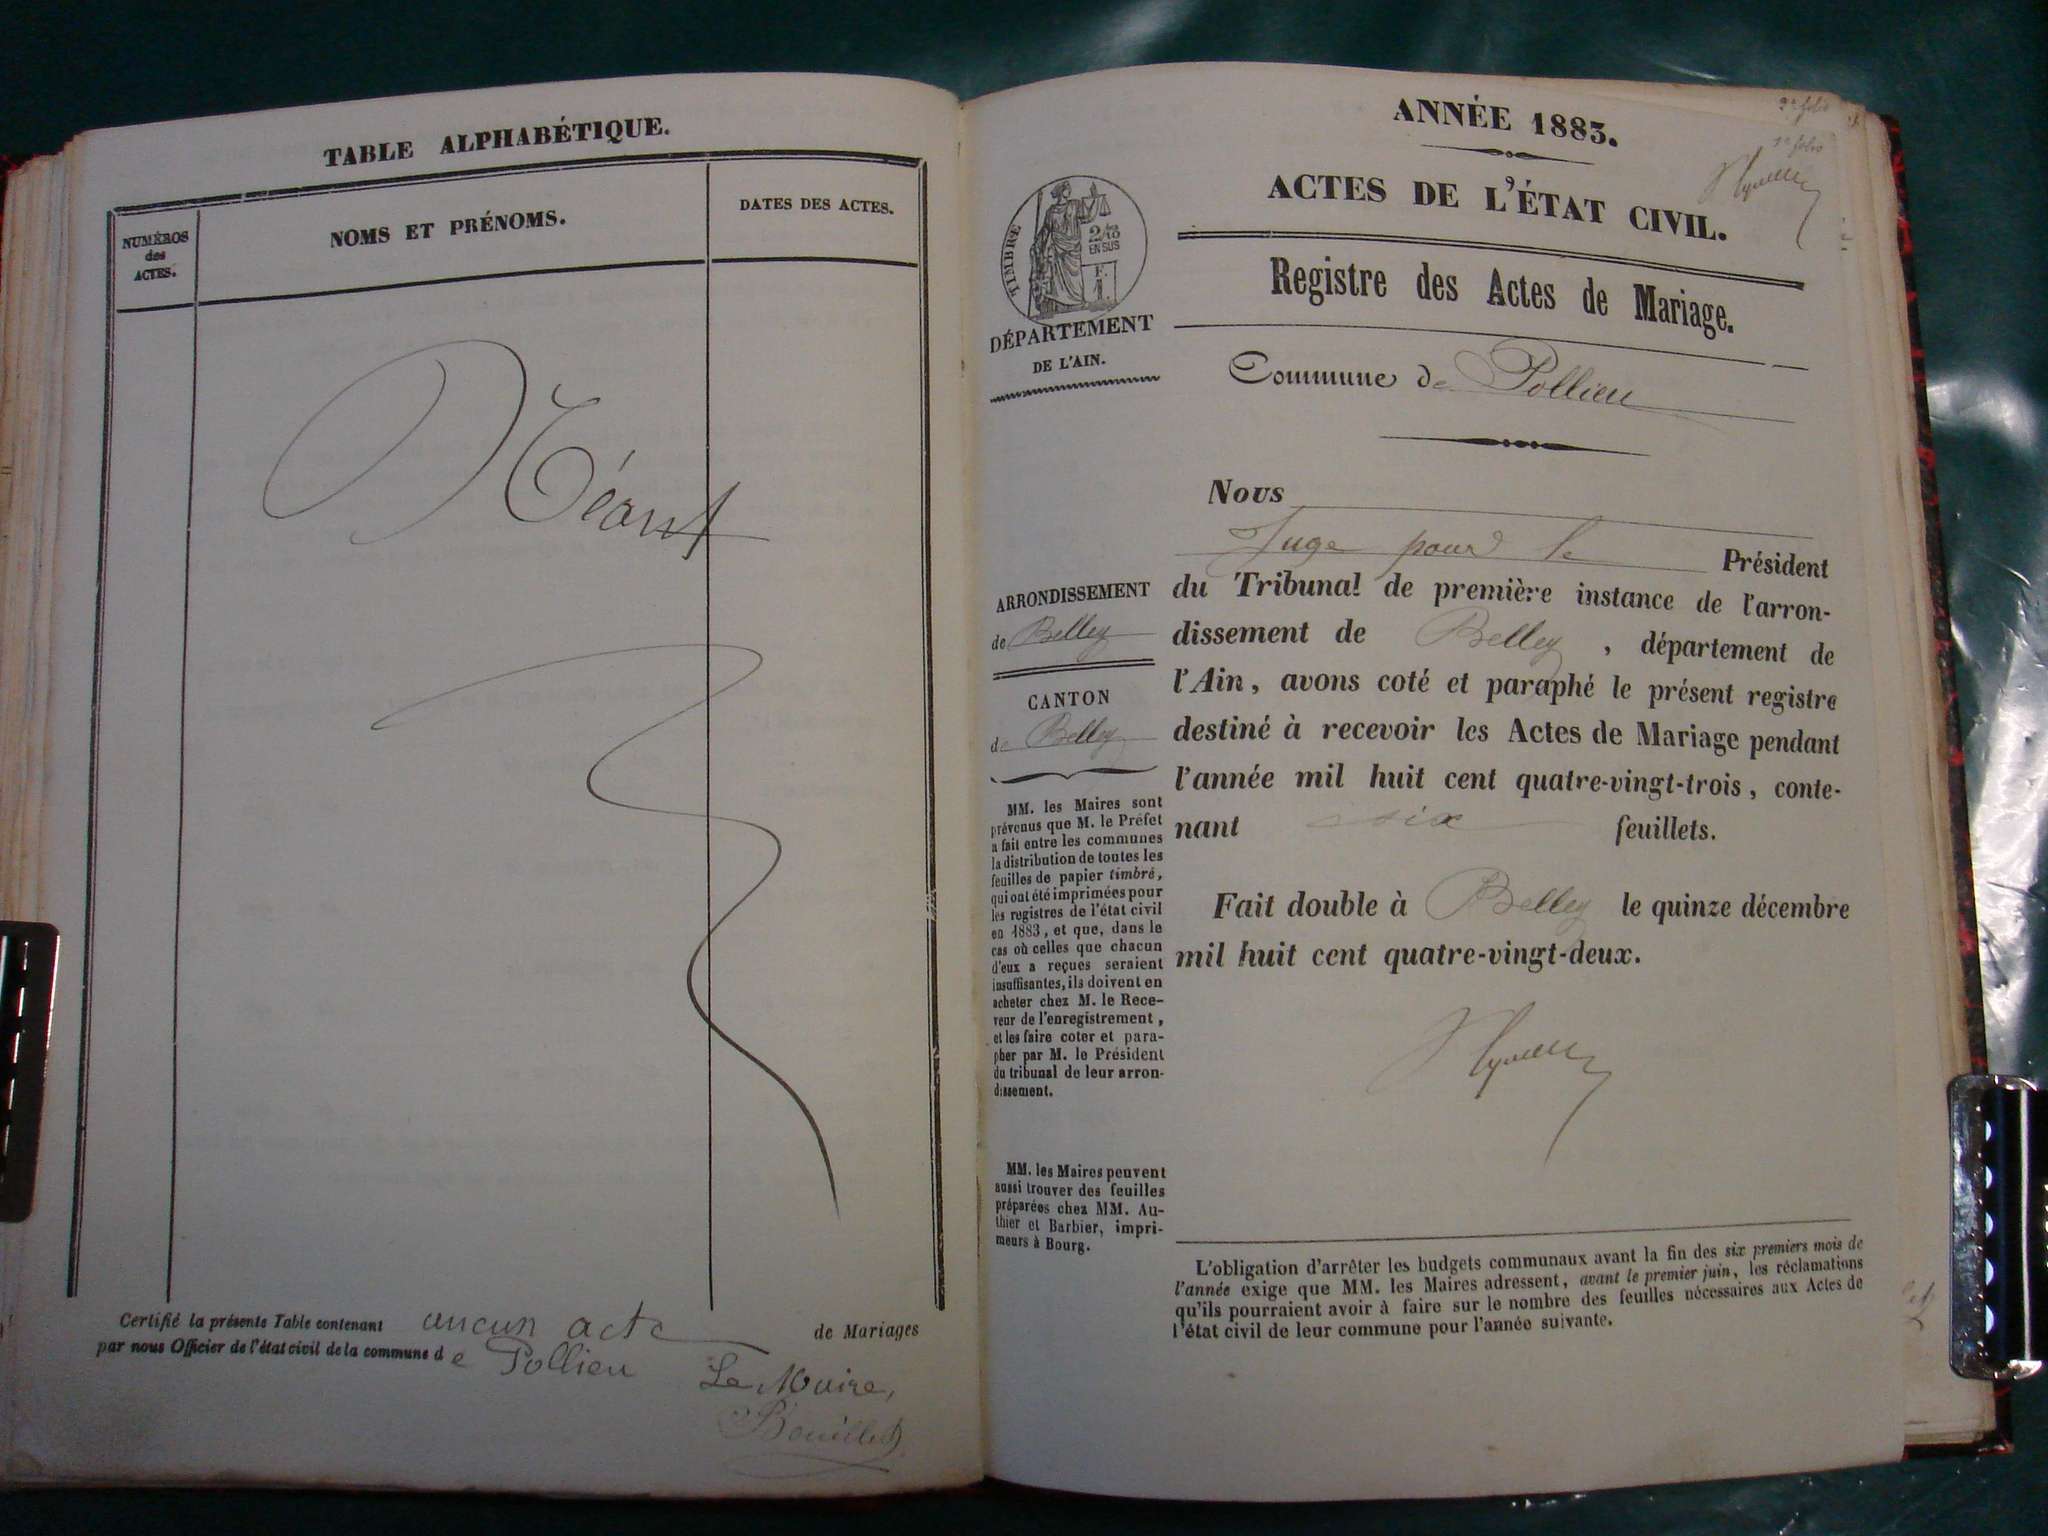 TABLE ALPHABÉTIQUE.
NUMÉROS
des
ACTES.
NOMS ET PRÉNOMS.
DATES DES ACTES.
Néant
Certifié la présente Table contenant aucun acte de Mariages
par nous Officier de l'état civil de la commune de Pollieu
Le Maire,
Bouillet
1er folio
ANNÉE 1883.
ACTES DE L'ÉTAT CIVIL.
Registre des Actes de Mariage.
Commune de Pollieu
TIMBRE
2/10
EN SUS
F.
1.
DÉPARTEMENT
DE L'AIN.
ARRONDISSEMENT
de Belley
CANTON
de Belley
MM. les Maires sont
prévenus que M. le Préfet
a fait entre les communes
la distribution de toutes les
feuilles de papier timbré,
qui ont été imprimées pour
les registres de l'état civil
en 1883, et que, dans le
cas où celles que chacun
d'eux a reçues seraient
insuffisantes, ils doivent en
acheter chez M. le Rece-
veur de l'enregistrement,
et les faire coter et para-
pher par M. le Président
du tribunal de leur arron-
dissement.
MM. les Maires peuvent
aussi trouver des feuilles
préparées chez MM. Au-
thier et Barbier, impri-
meurs à Bourg.
Nous
Juge pour le Président
du Tribunal de première instance de l'arron-
dissement de Belley, département de
l'Ain, avons coté et paraphé le présent registre
destiné à recevoir les Actes de Mariage pendant
l'année mil huit cent quatre-vingt-trois, conte-
nant six feuillets.
Fait double à Belley le quinze décembre
mil huit cent quatre-vingt-deux.
L'obligation d'arrêter les budgets communaux avant la fin des six premiers mois de
l'année exige que MM. les Maires adressent, avant le premier juin, les réclamations
qu'ils pourraient avoir à faire sur le nombre des feuilles nécessaires aux Actes de
l'état civil de leur commune pour l'année suivante.